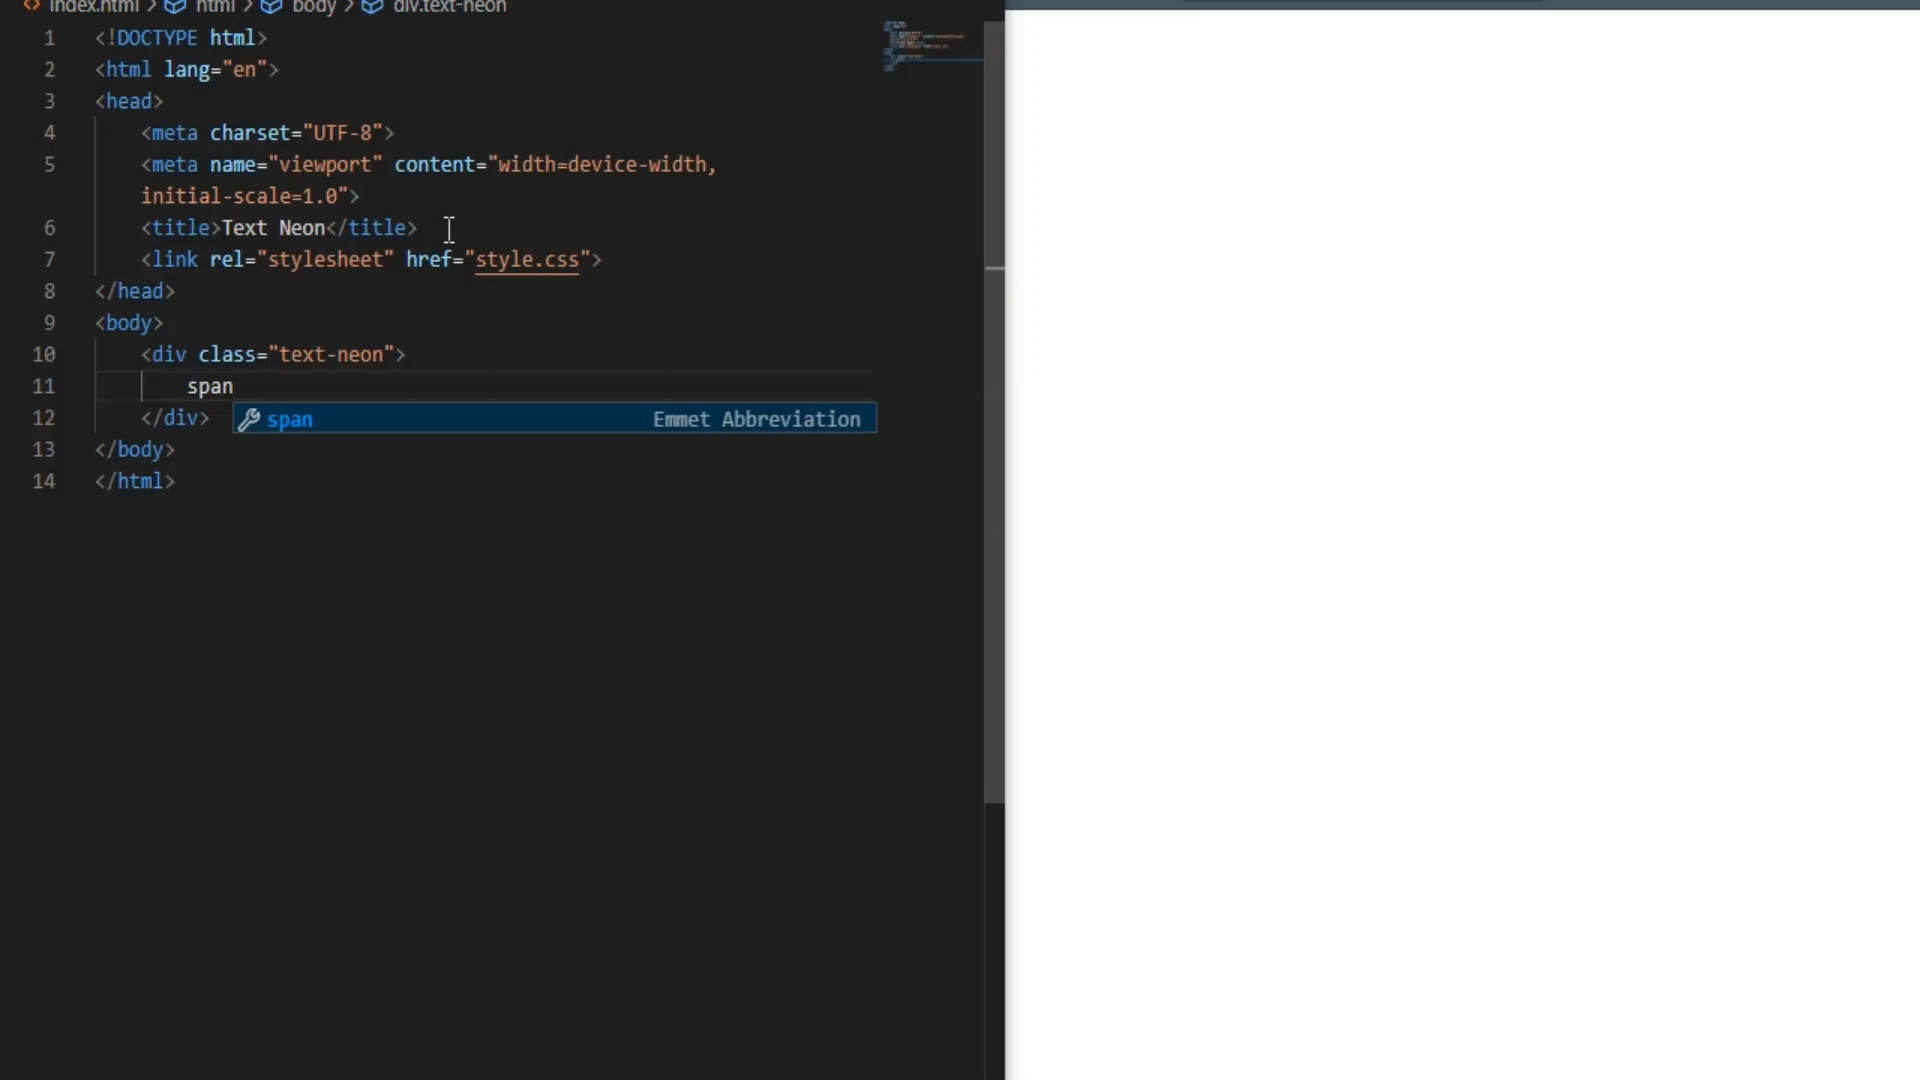 index.html > html > body > div.text-neon
1 <!DOCTYPE html>
2 <html lang="en">
3 <head>
4 <meta charset="UTF-8">
5 <meta name="viewport" content="width=device-width,
initial-scale=1.0">
6 <title>Text Neon</title>
7 <link rel="stylesheet" href="style.css">
8 </head>
9 <body>
10 <div class="text-neon">
11 span
12 </div>
span Emmet Abbreviation
13 </body>
14 </html>